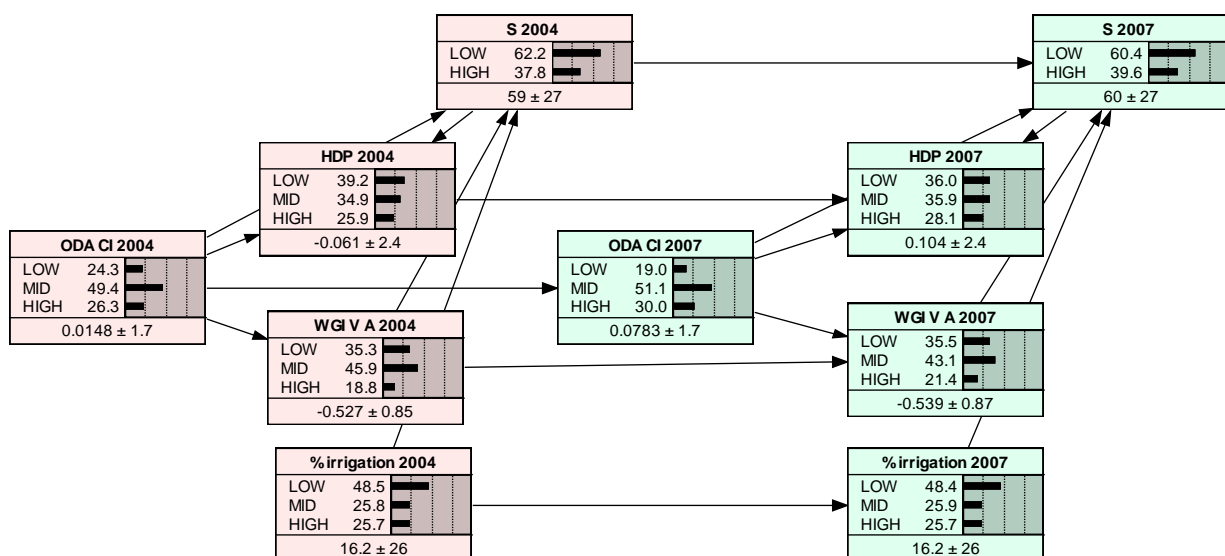 S 2004
LOW 62.2
HIGH 37.8
59 ± 27
S 2007
LOW 60.4
HIGH 39.6
60 ± 27
HDP 2004
LOW 39.2
MID 34.9
HIGH 25.9
-0.061 ± 2.4
HDP 2007
LOW 36.0
MID 35.9
HIGH 28.1
0.104 ± 2.4
ODA CI 2004
LOW 24.3
MID 49.4
HIGH 26.3
0.0148 ± 1.7
ODA CI 2007
LOW 19.0
MID 51.1
HIGH 30.0
0.0783 ± 1.7
WGI V A 2004
LOW 35.3
MID 45.9
HIGH 18.8
-0.527 ± 0.85
WGI V A 2007
LOW 35.5
MID 43.1
HIGH 21.4
-0.539 ± 0.87
%irrigation 2004
LOW 48.5
MID 25.8
HIGH 25.7
16.2 ± 26
%irrigation 2007
LOW 48.4
MID 25.9
HIGH 25.7
16.2 ± 26